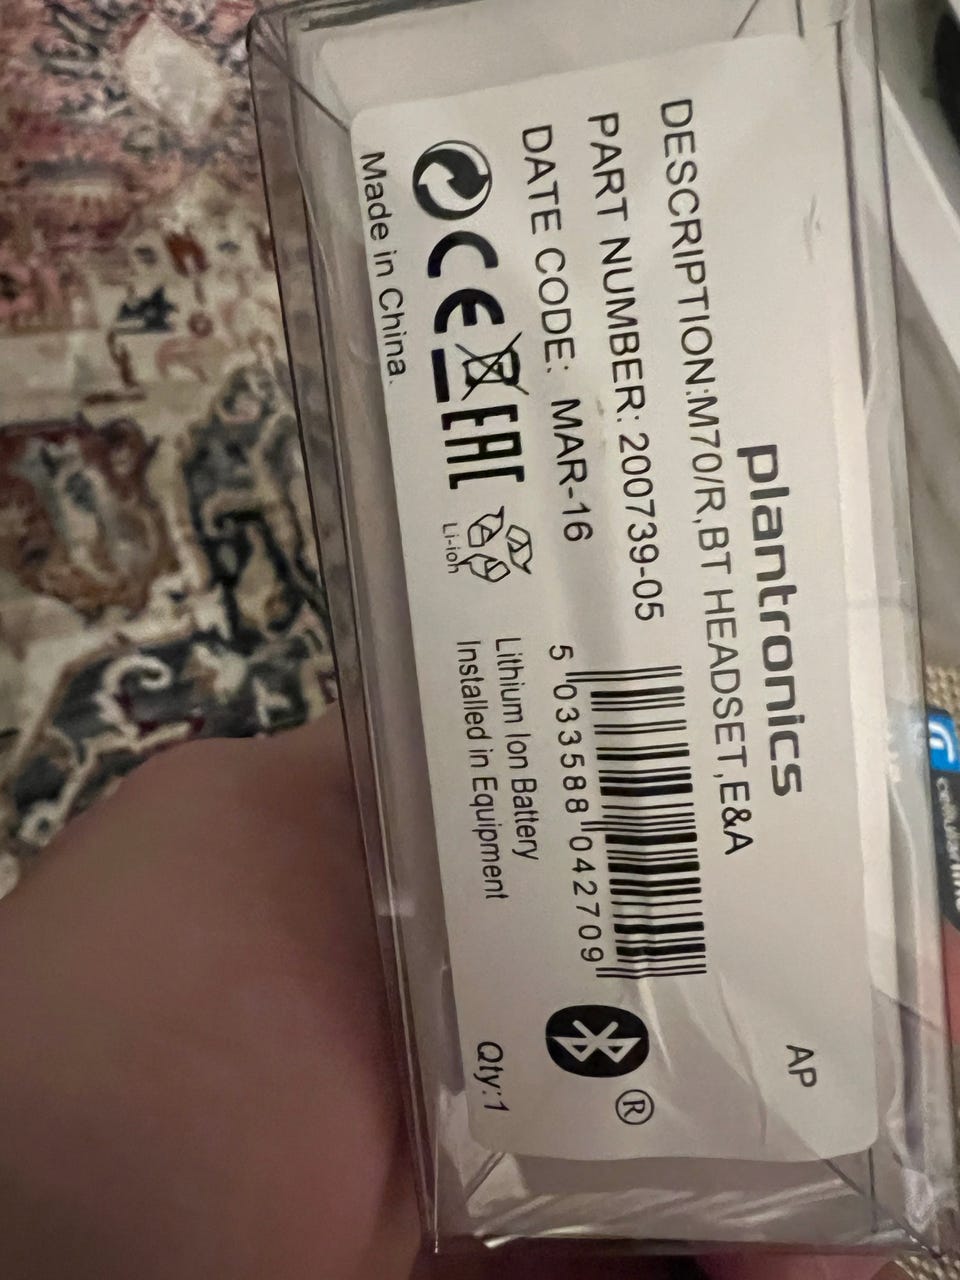 plantronics
AP
DESCRIPTION:M70/R,BT HEADSET,E&A
PART NUMBER: 200739-05
DATE CODE: MAR-16
5 033588 042709
®
CE EAC
Li-ion
Lithium Ion Battery
Installed in Equipment
Qty:1
Made in China.